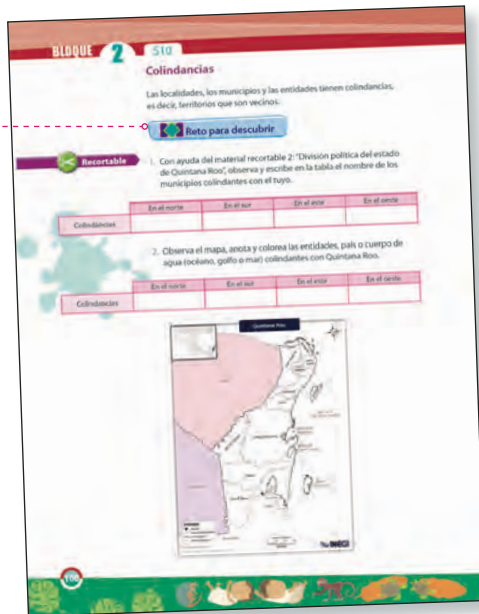 BLOQUE 2
Colindancias
Las localidades, los municipios y las entidades tienen colindancias,
es decir, territorios que son vecinos.
Reto para descubrir
Recortable
1. Con ayuda del material recortable 2: "División política del estado
de Quintana Roo", observa y escribe en la tabla el nombre de los
municipios colindantes con el tuyo.
En el norte En el sur En el este En el oeste
Colindancias
2. Observa el mapa, anota y colorea las entidades, país o cuerpo de
agua (océano, golfo o mar) colindantes con Quintana Roo.
En el norte En el sur En el este En el oeste
Colindancias
Quintana Roo
INEGI